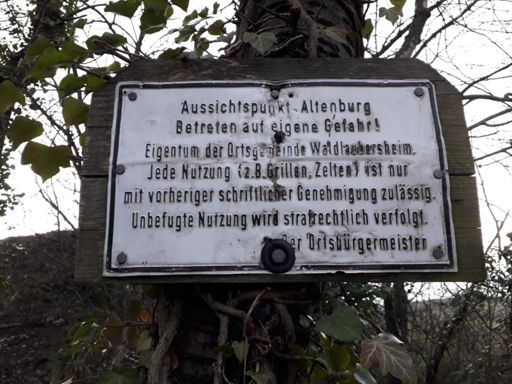 Aussichtspunkt Altenburg
Betreten auf eigene Gefahr!
Eigentum der Ortsgemeinde Waldlaubersheim.
Jede Nutzung (z.B.Grillen, Zelten) ist nur
mit vorheriger schriftlicher Genehmigung zulässig.
Unbefugte Nutzung wird strafrechtlich verfolgt.
Der Ortsbürgermeister